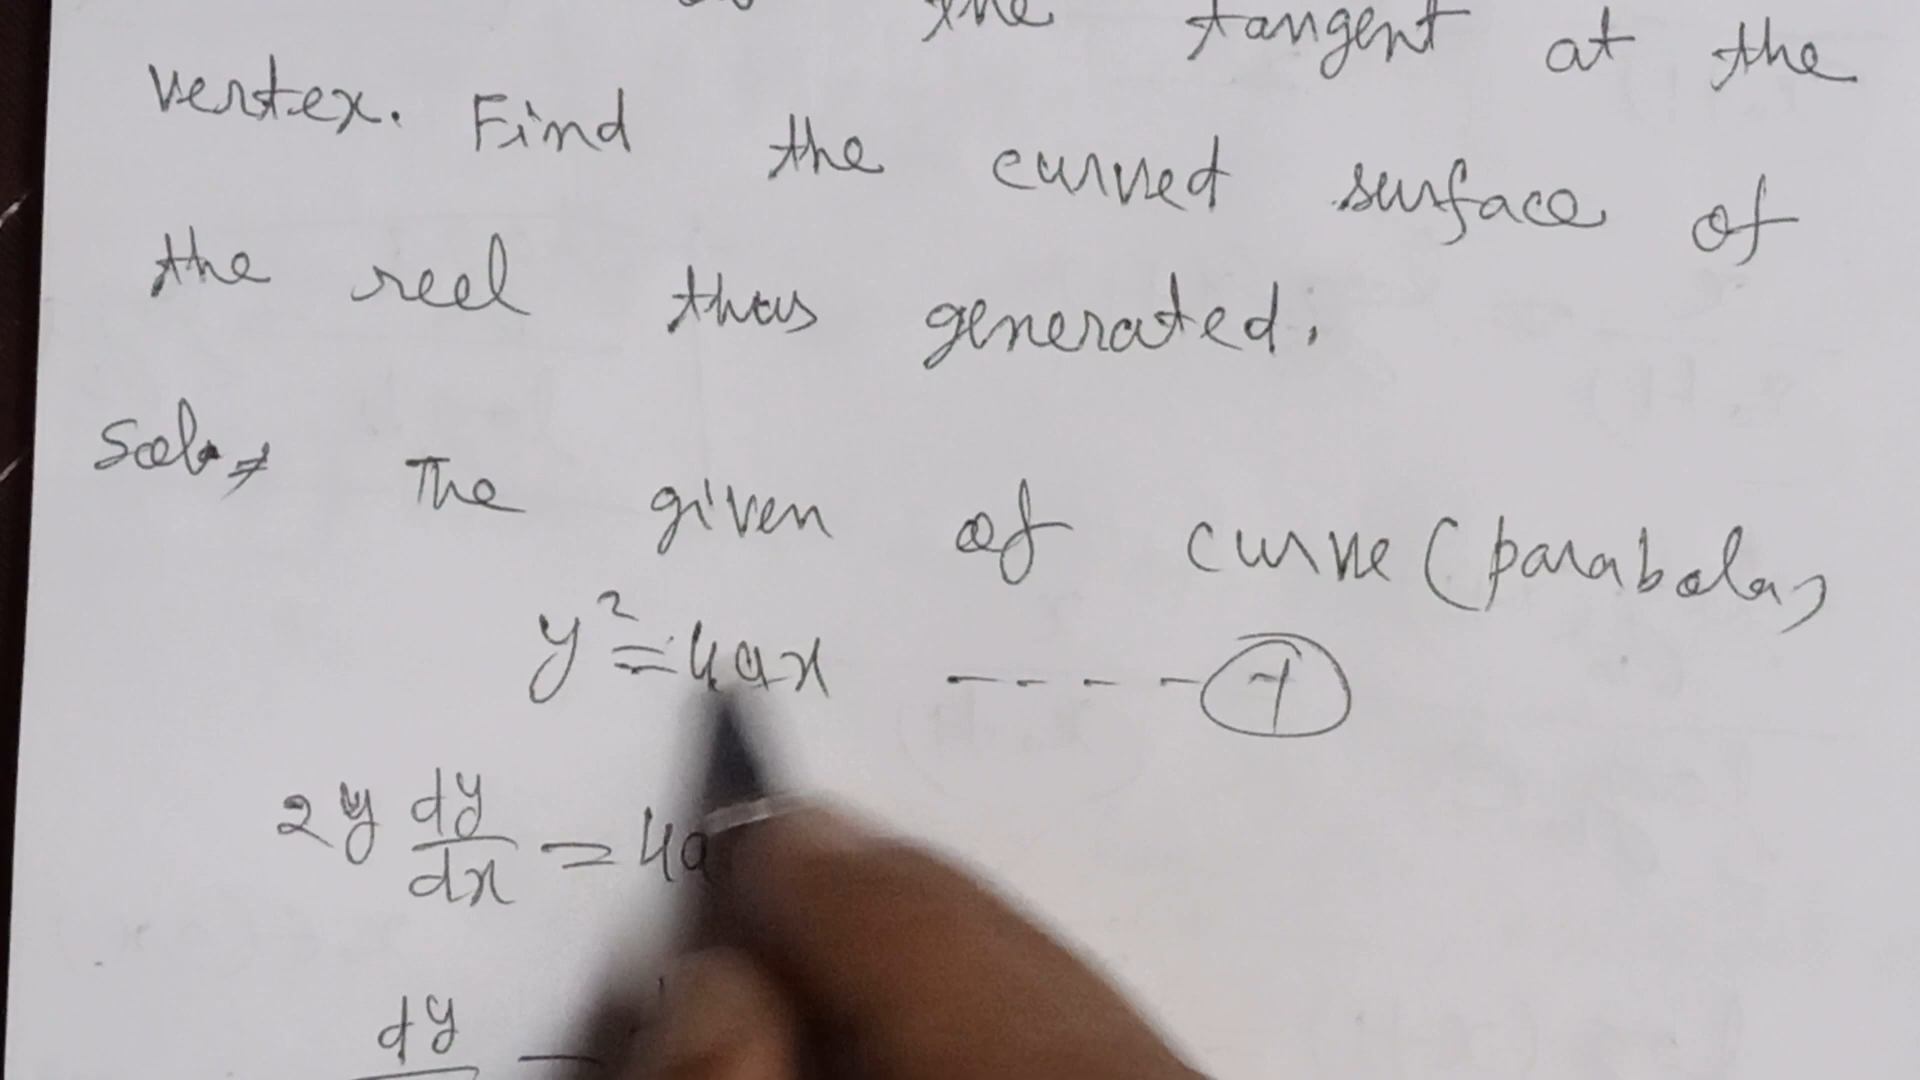 the tangent at the
vertex. Find the curved surface of
the reel thus generated.
Sol. ⇒ The given of curve (parabola)
y² = 4ax ----- 1
2y dy/dx = 4a
dy